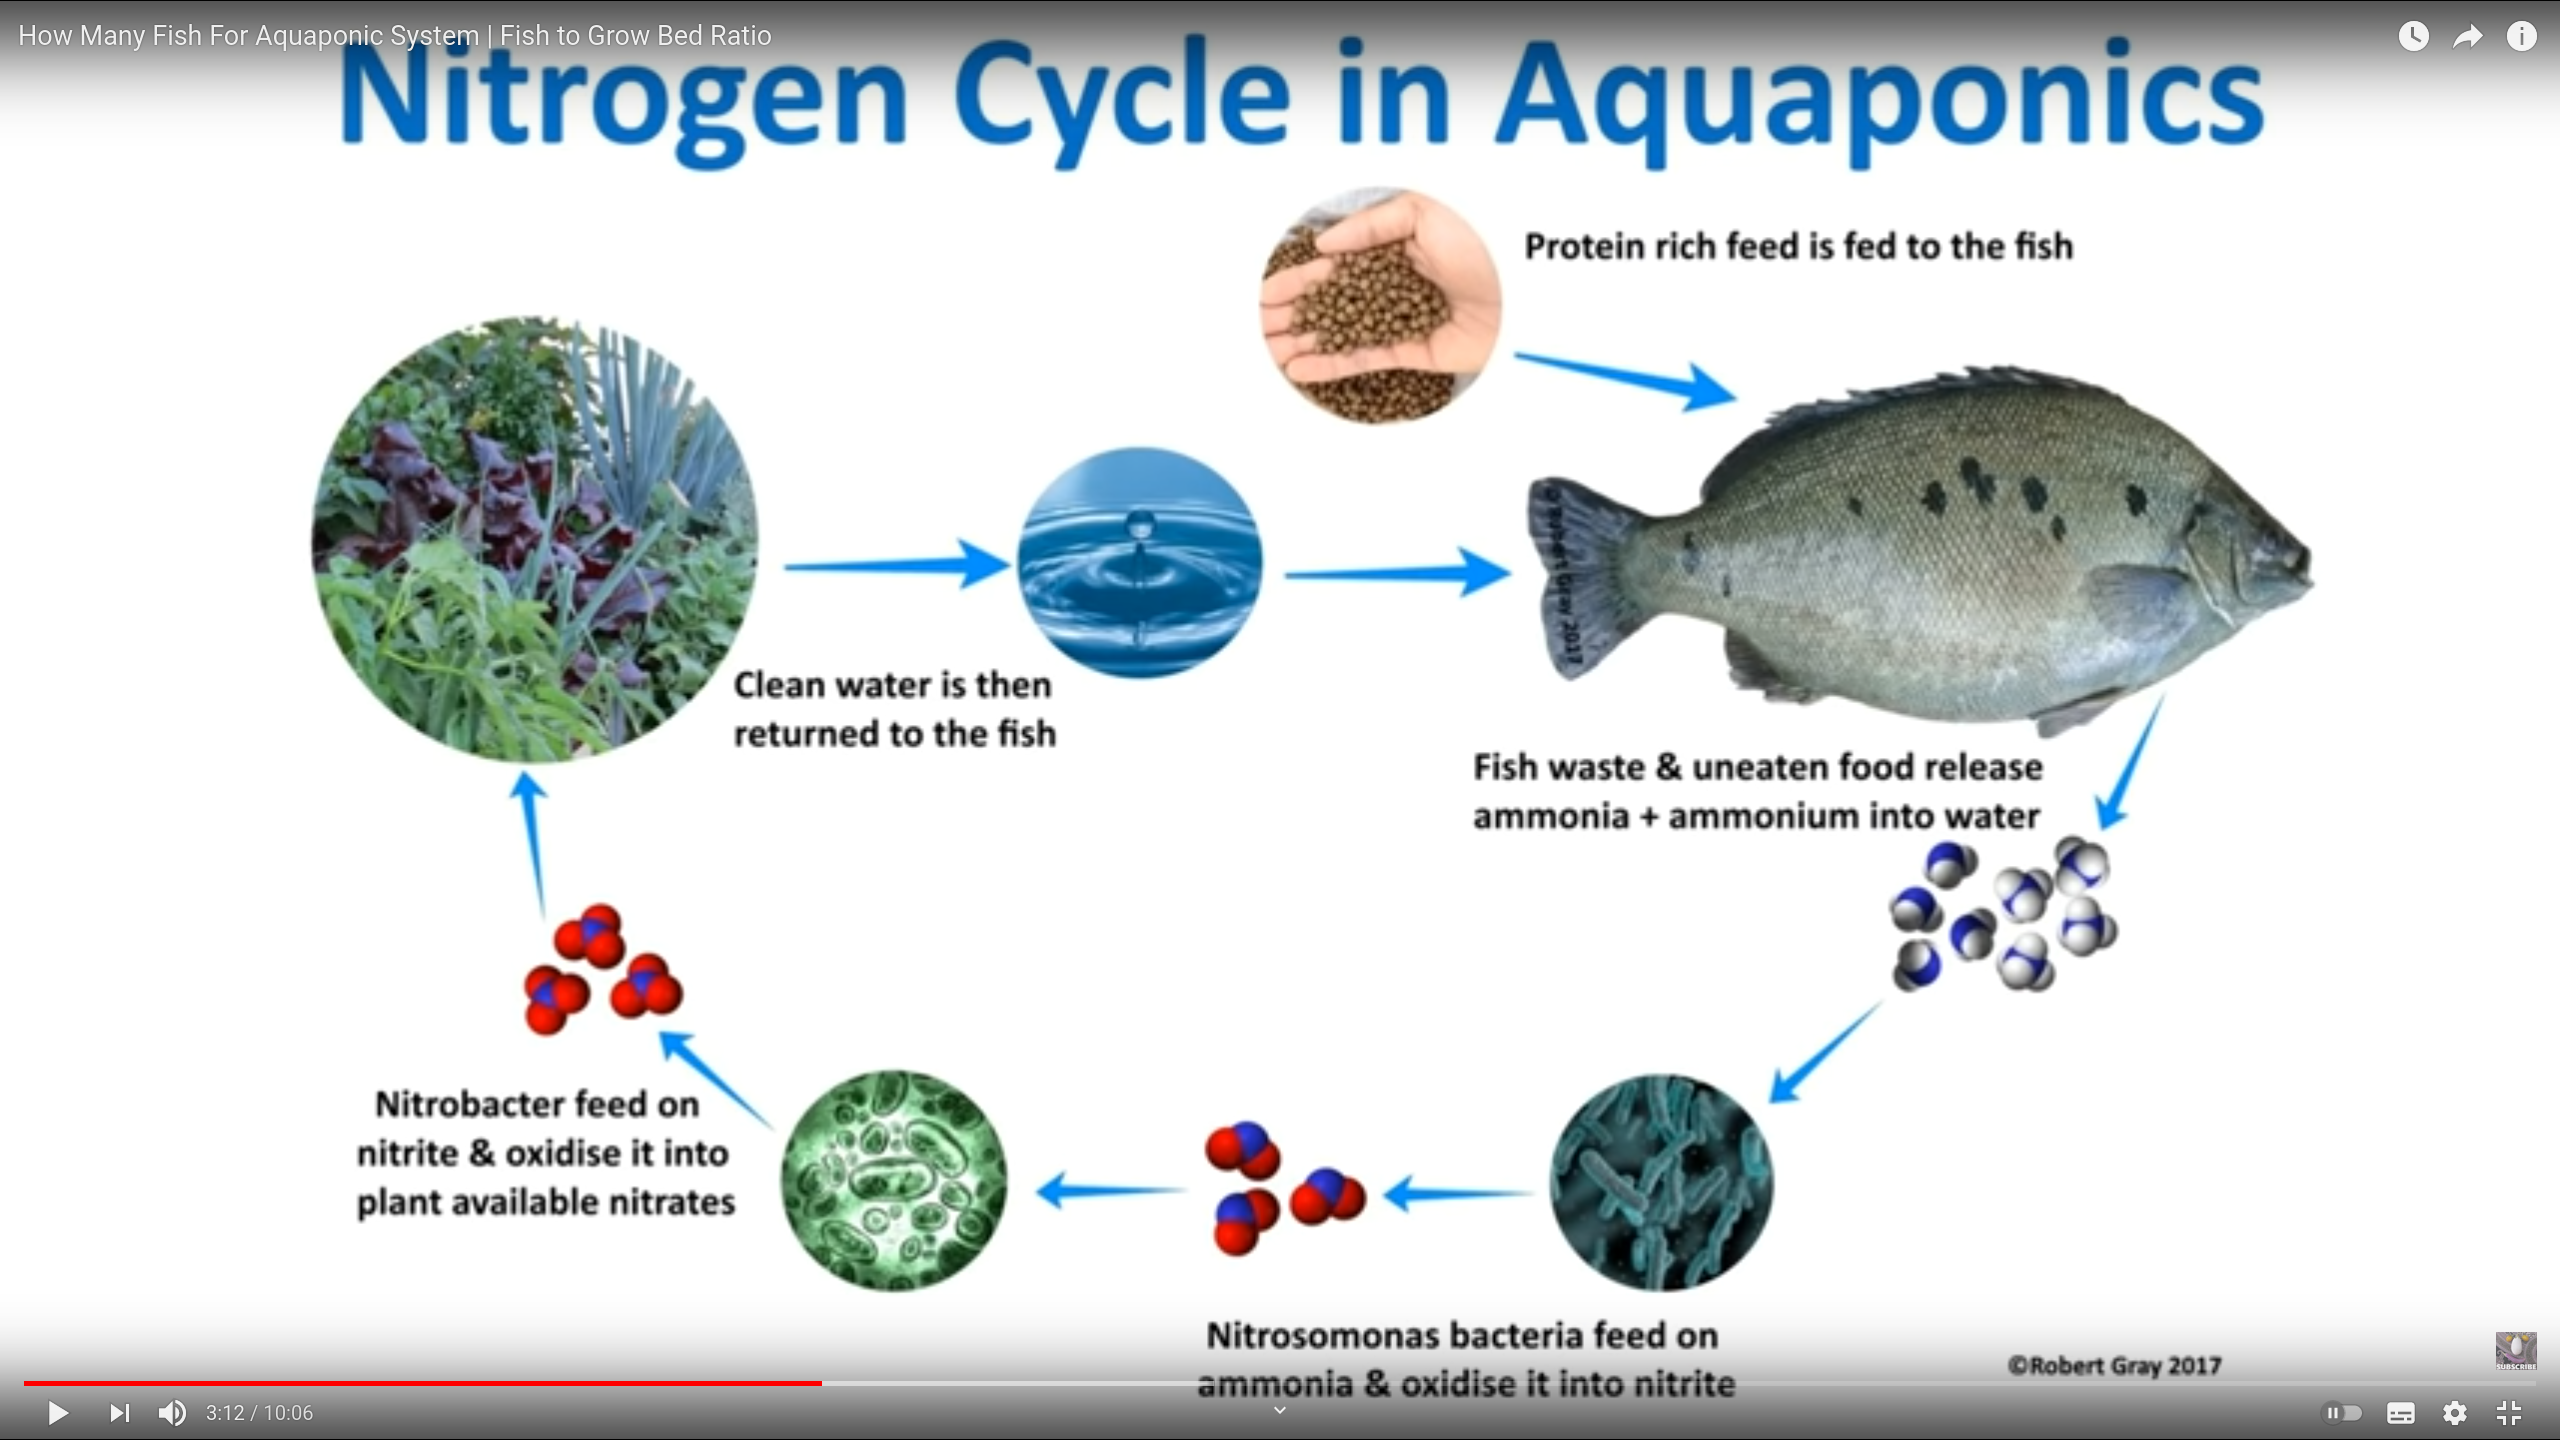 How Many Fish For Aquaponic System | Fish to Grow Bed Ratio
Nitrogen Cycle in Aquaponics
Protein rich feed is fed to the fish
Clean water is then
returned to the fish
Fish waste & uneaten food release
ammonia + ammonium into water
Nitrobacter feed on
nitrite & oxidise it into
plant available nitrates
Nitrosomonas bacteria feed on
ammonia & oxidise it into nitrite
©Robert Gray 2017
SUBSCRIBE
3:12 / 10:06